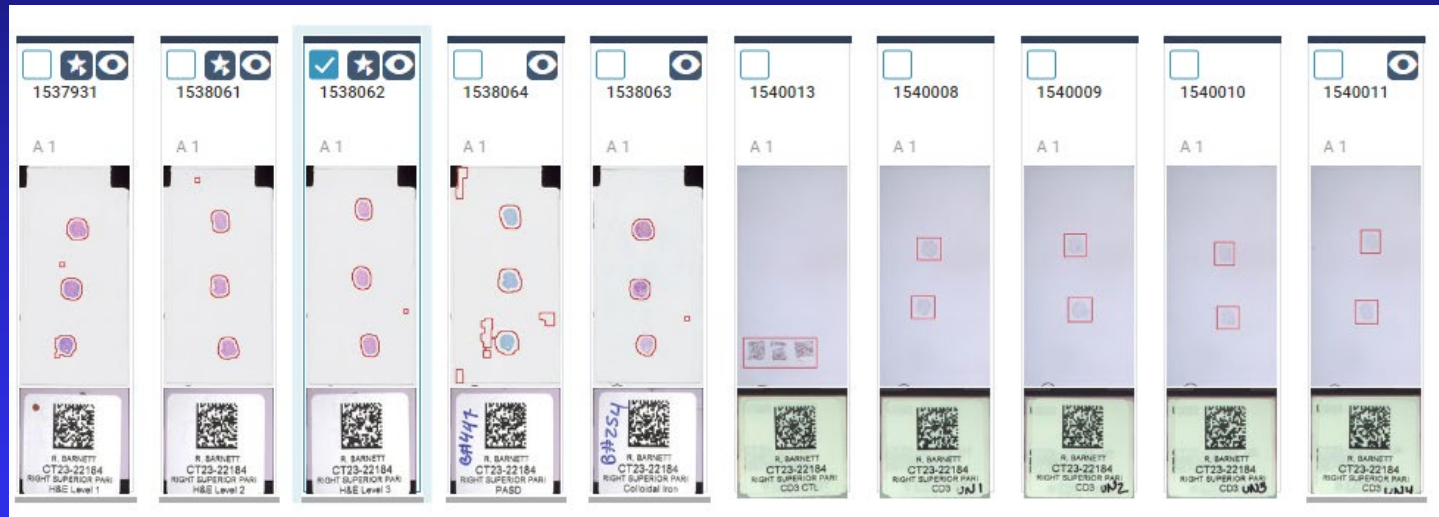 1537931
A 1
R. BARNETT
CT23-22184
RIGHT SUPERIOR PARI
H&E Level 1
1538061
A 1
R. BARNETT
CT23-22184
RIGHT SUPERIOR PARI
H&E Level 2
1538062
A 1
R. BARNETT
CT23-22184
RIGHT SUPERIOR PARI
H&E Level 3
1538064
A 1
R. BARNETT
CT23-22184
RIGHT SUPERIOR PARI
PASD
1538063
A 1
R. BARNETT
CT23-22184
RIGHT SUPERIOR PARI
Colloidal Iron
1540013
A 1
R. BARNETT
CT23-22184
RIGHT SUPERIOR PARI
CD3 CTL
1540008
A 1
R. BARNETT
CT23-22184
RIGHT SUPERIOR PARI
CD3 UN1
1540009
A 1
R. BARNETT
CT23-22184
RIGHT SUPERIOR PARI
CD3 UN2
1540010
A 1
R. BARNETT
CT23-22184
RIGHT SUPERIOR PARI
CD3 UN3
1540011
A 1
R. BARNETT
CT23-22184
RIGHT SUPERIOR PARI
CD3 UN4